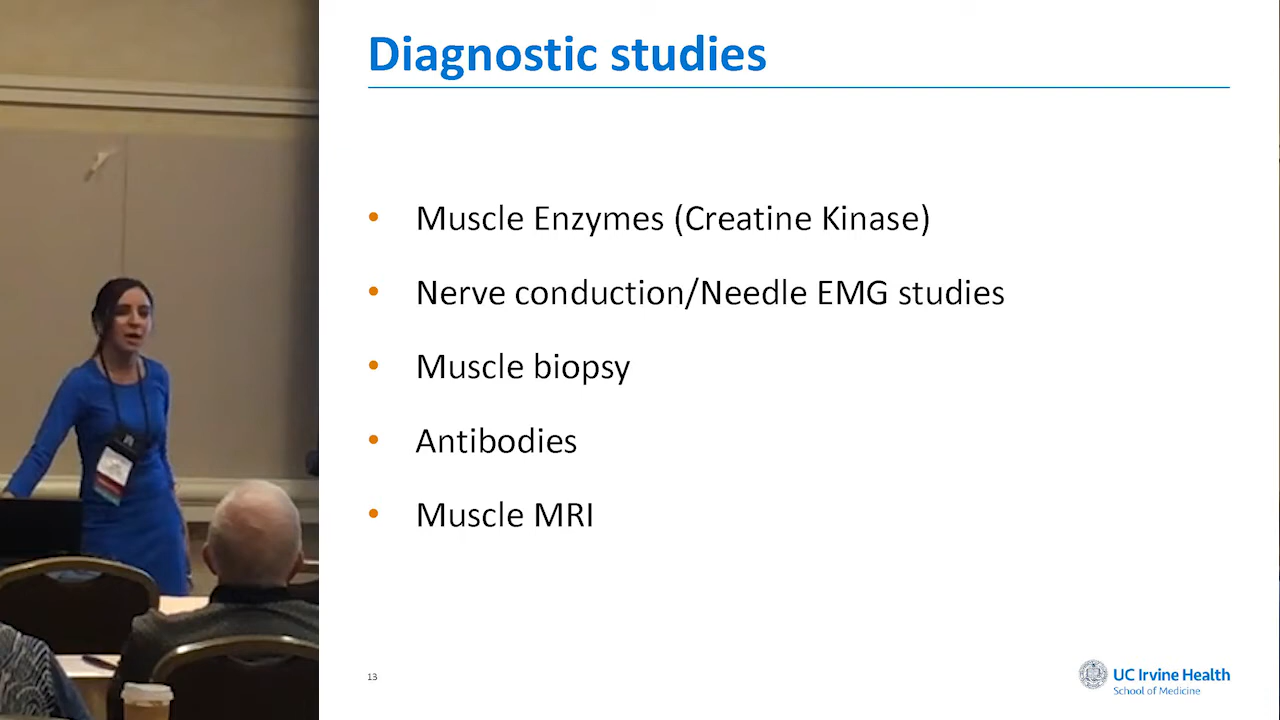 Diagnostic studies
• Muscle Enzymes (Creatine Kinase)
• Nerve conduction/Needle EMG studies
• Muscle biopsy
• Antibodies
• Muscle MRI
13
UC Irvine Health
School of Medicine